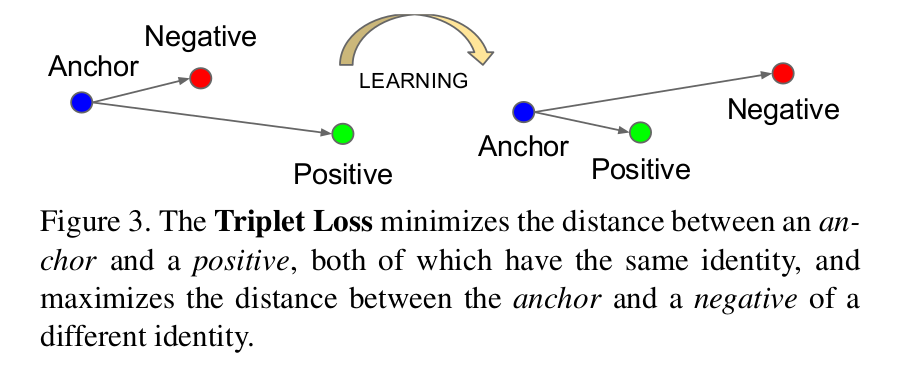 Negative
Anchor
Positive
LEARNING
Anchor
Positive
Negative
Figure 3. The Triplet Loss minimizes the distance between an an-
chor and a positive, both of which have the same identity, and
maximizes the distance between the anchor and a negative of a
different identity.